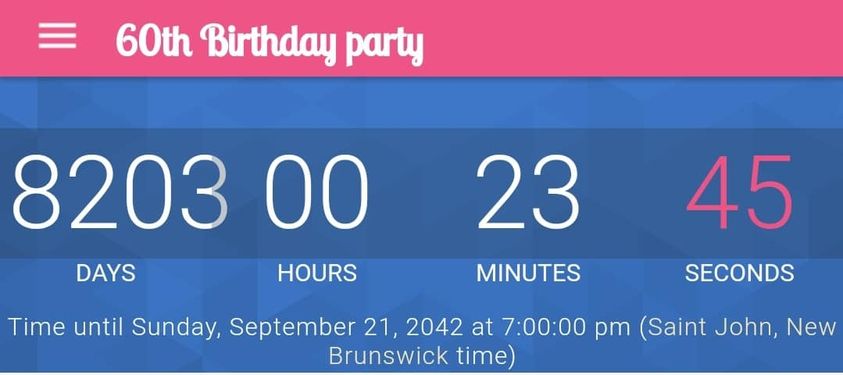 60th Birthday party
8203 00 23 45
DAYS HOURS MINUTES SECONDS
Time until Sunday, September 21, 2042 at 7:00:00 pm (Saint John, New
Brunswick time)